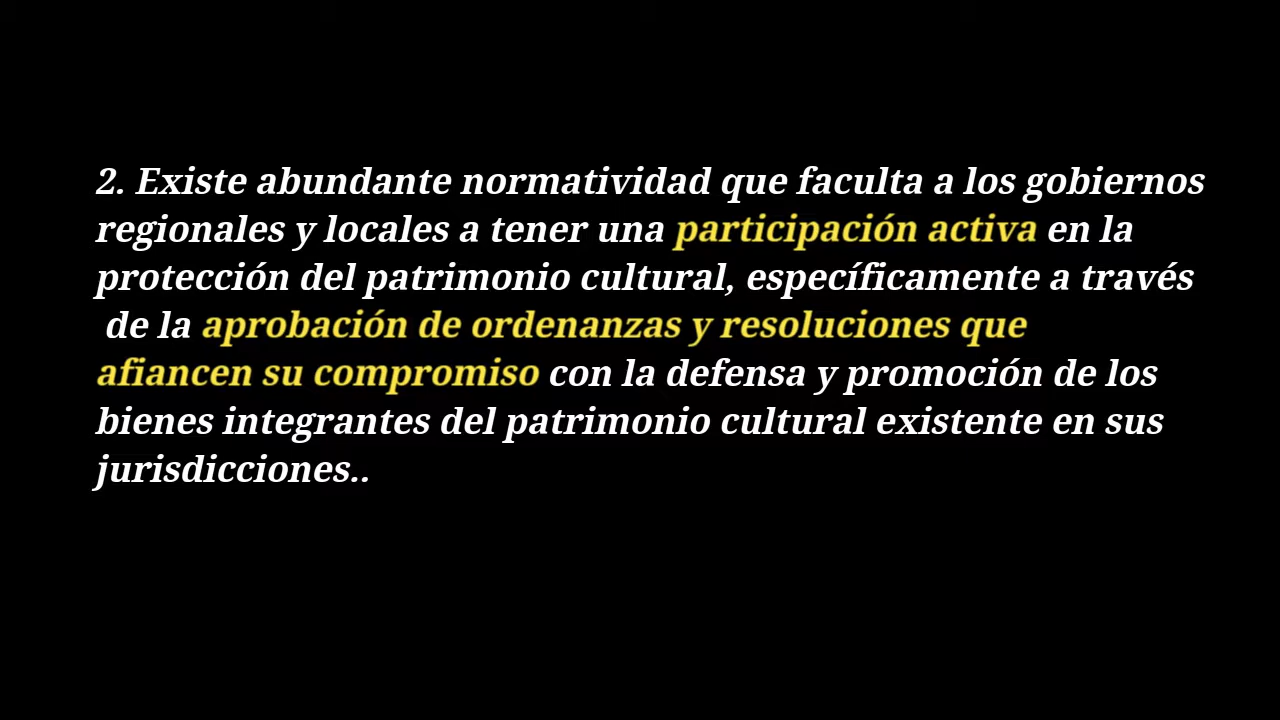 2. Existe abundante normatividad que faculta a los gobiernos
regionales y locales a tener una participación activa en la
protección del patrimonio cultural, específicamente a través
de la aprobación de ordenanzas y resoluciones que
afiancen su compromiso con la defensa y promoción de los
bienes integrantes del patrimonio cultural existente en sus
jurisdicciones..